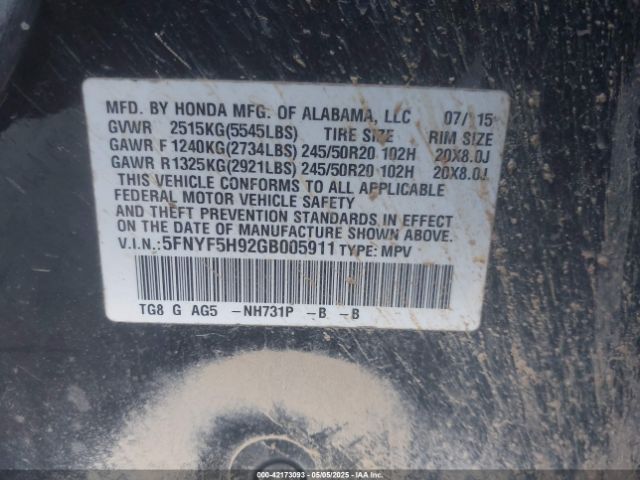 MFD. BY HONDA MFG. OF ALABAMA, LLC 07/ 15
GVWR 2515KG(5545LBS) TIRE SIZE RIM SIZE
GAWR F 1240KG(2734LBS) 245/50R20 102H 20X8.0J
GAWR R1325KG(2921LBS) 245/50R20 102H 20X8.0J
THIS VEHICLE CONFORMS TO ALL APPLICABLE
FEDERAL MOTOR VEHICLE SAFETY
AND THEFT PREVENTION STANDARDS IN EFFECT
ON THE DATE OF MANUFACTURE SHOWN ABOVE.
V.I.N.:5FNYF5H92GB005911 TYPE: MPV
TG8 G AG5 -NH731P -B -B
000-42173093 - 05/05/2025 - IAA Inc.